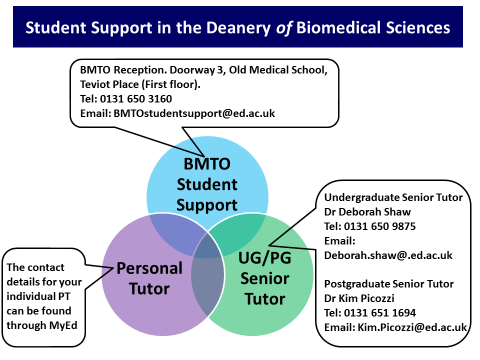 Student Support in the Deanery of Biomedical Sciences
BMTO Reception. Doorway 3, Old Medical School,
Teviot Place (First floor).
Tel: 0131 650 3160
Email: BMTOstudentsupport@ed.ac.uk
BMTO
Student
Support
Personal
Tutor
UG/PG
Senior
Tutor
The contact
details for your
individual PT
can be found
through MyEd
Undergraduate Senior Tutor
Dr Deborah Shaw
Tel: 0131 650 9875
Email:
Deborah.shaw@.ed.ac.uk
Postgraduate Senior Tutor
Dr Kim Picozzi
Tel: 0131 651 1694
Email: Kim.Picozzi@ed.ac.uk